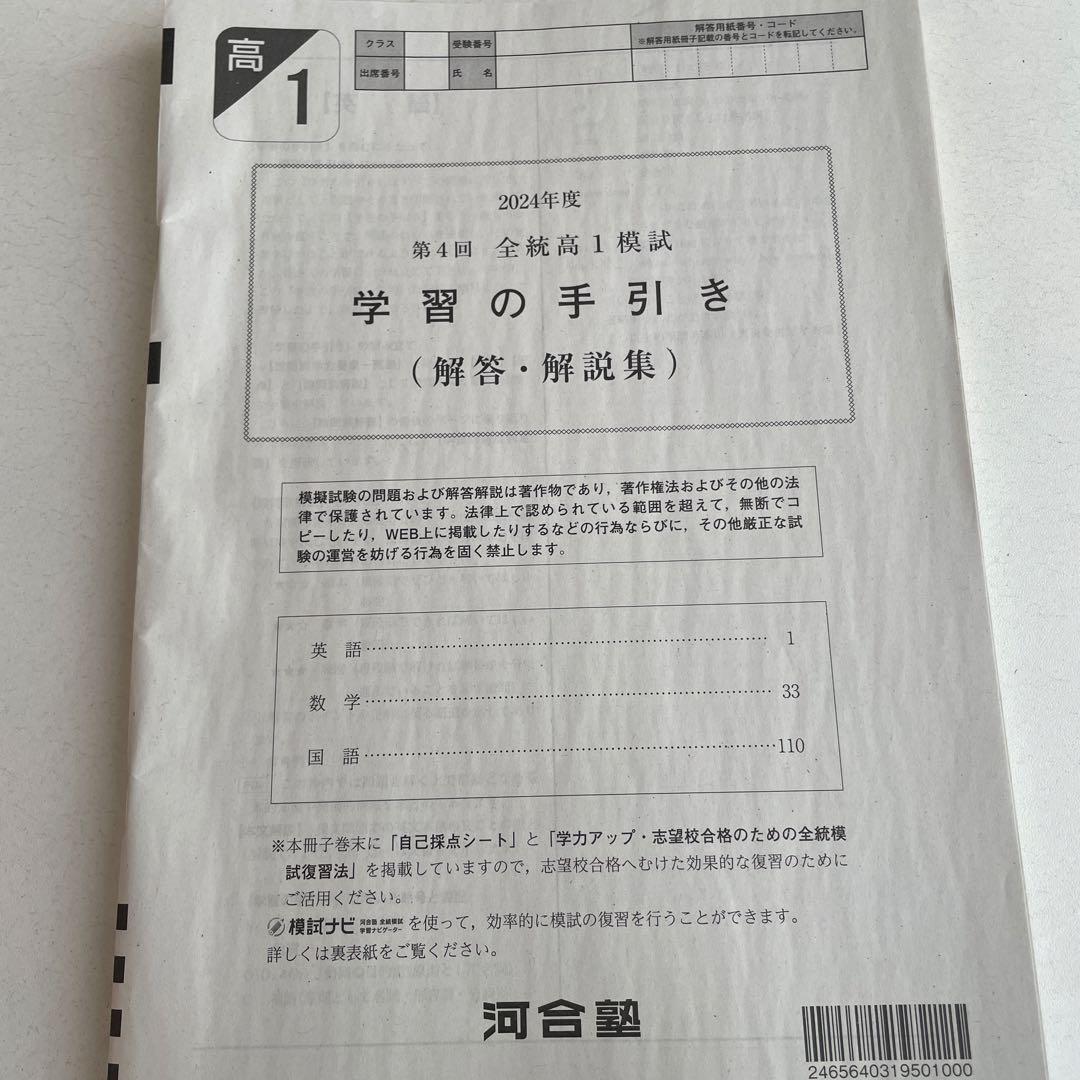 高
1
クラス
受験番号
解答用紙番号・コード
※解答用紙冊子記載の番号とコードを転記してください。
出席番号
氏 名
2024年度
第4回 全統高1模試
学習の手引き
(解答・解説集)
模擬試験の問題および解答解説は著作物であり,著作権法およびその他の法
律で保護されています。法律上で認められている範囲を超えて,無断でコ
ピーしたり,WEB上に掲載したりするなどの行為ならびに,その他厳正な試
験の運営を妨げる行為を固く禁止します。
英 語……………………………………………… 1
数 学……………………………………………… 33
国 語………………………………………………110
※本冊子巻末に「自己採点シート」と「学力アップ・志望校合格のための全統模
試復習法」を掲載していますので,志望校合格へむけた効果的な復習のために
ご活用ください。
模試ナビ 河合塾 全統模試 学習ナビゲーター を使って,効率的に模試の復習を行うことができます。
詳しくは裏表紙をご覧ください。
河合塾
2465640319501000